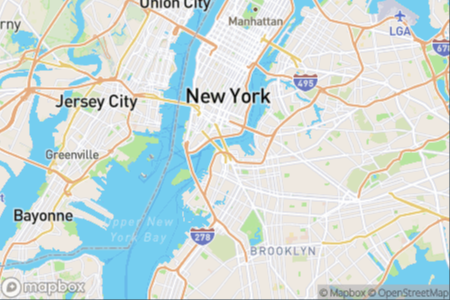 Union City
Manhattan
LGA
rny
678
495
New York
Jersey City
Greenville
Bayonne
Upper New
York Bay
278
BROOKLYN
mapbox
© Mapbox © OpenStreetMap